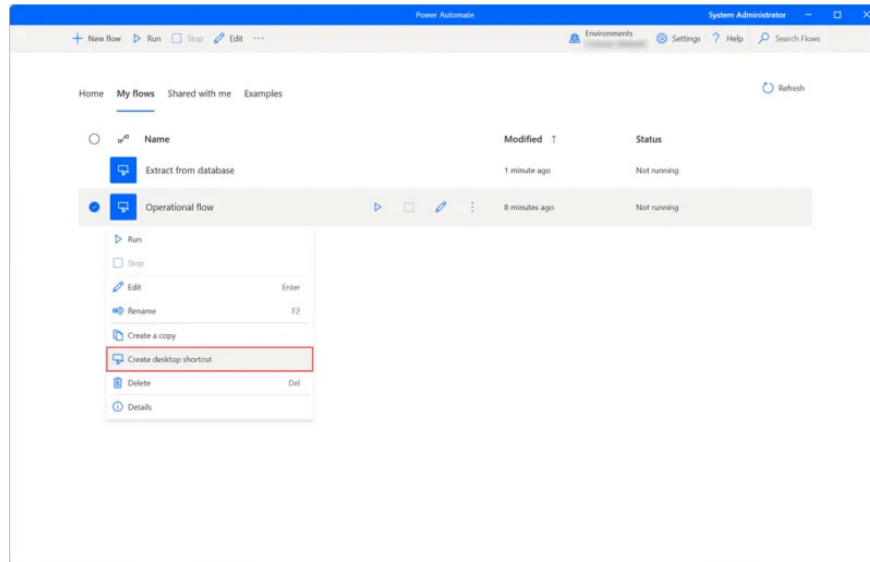 Power Automate System Administrator
New flow Run Stop Edit ... Environments Settings Help Search Flows
Refresh
Home My flows Shared with me Examples
Name Modified ↑ Status
Extract from database 1 minute ago Not running
Operational flow 8 minutes ago Not running
Run
Stop
Edit Enter
Rename F2
Create a copy
Create desktop shortcut
Delete Del
Details